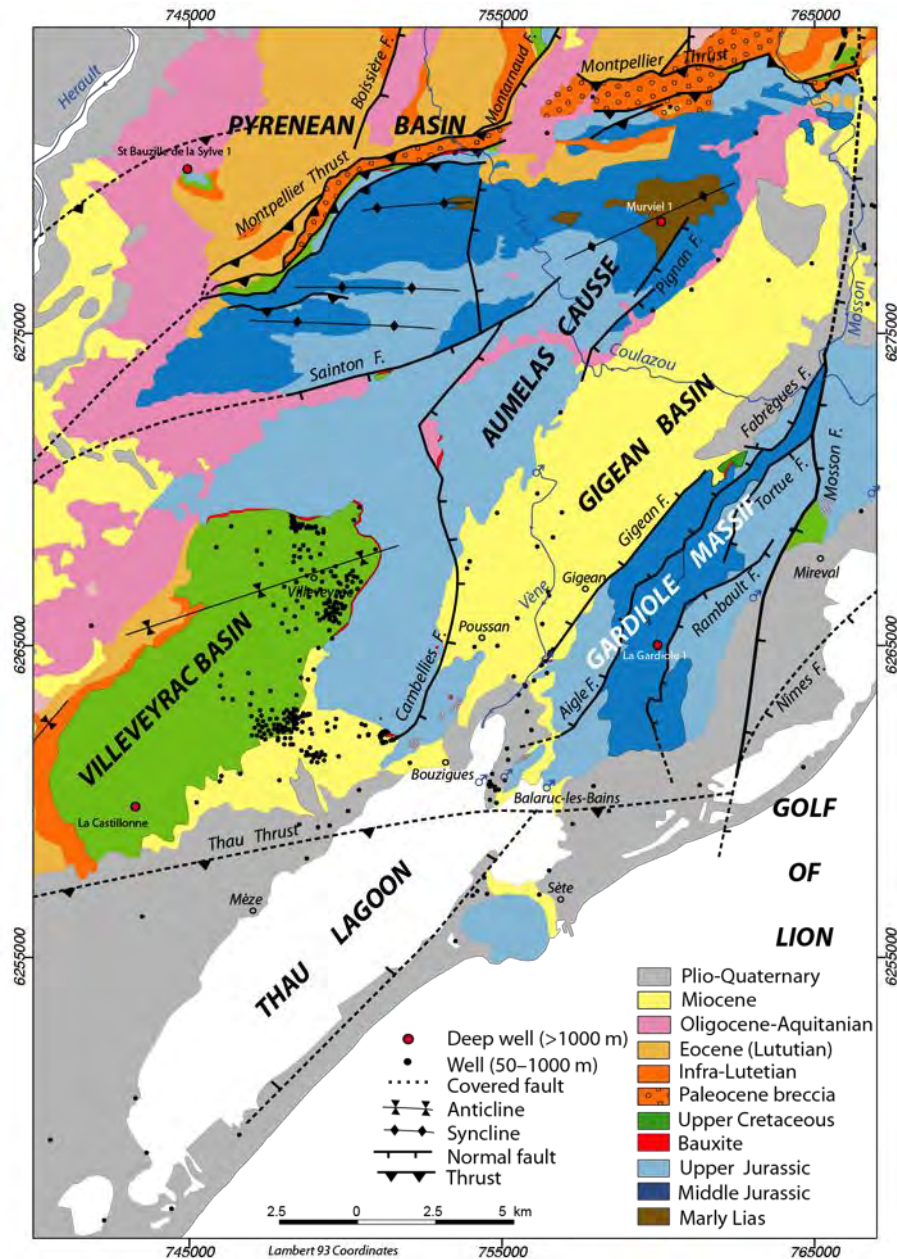 745000
755000
765000
Herault
Boissière F.
Montarnaud F.
Montpellier Thrust
PYRENEAN BASIN
St Bauzille de la Sylve 1
Montpellier Thrust
Murviel 1
Pignan F.
6275000
6275000
Mosson
Coulazou
Sainton F.
AUMELAS CAUSSE
GIGEAN BASIN
Fabrègues F.
Mosson F.
Tortue F.
Gigean F.
GARDIOLE MASSIF
Mireval
Gigean
Rambault F.
Vène
Poussan
6265000
6265000
La Gardiole 1
Aigle F.
Cambellies F.
Nîmes F.
VILLEVEYRAC BASIN
Bouzigues
Balaruc-les-Bains
La Castillonne
Thau Thrust
GOLF
OF
LION
Mèze
Sète
THAU LAGOON
6255000
6255000
Plio-Quaternary
Miocene
Oligocene-Aquitanian
Eocene (Lututian)
Infra-Lutetian
Paleocene breccia
Upper Cretaceous
Bauxite
Upper Jurassic
Middle Jurassic
Marly Lias
Deep well (>1000 m)
Well (50–1000 m)
Covered fault
Anticline
Syncline
Normal fault
Thrust
2.5 0 2.5 5 km
745000
Lambert 93 Coordinates
755000
765000